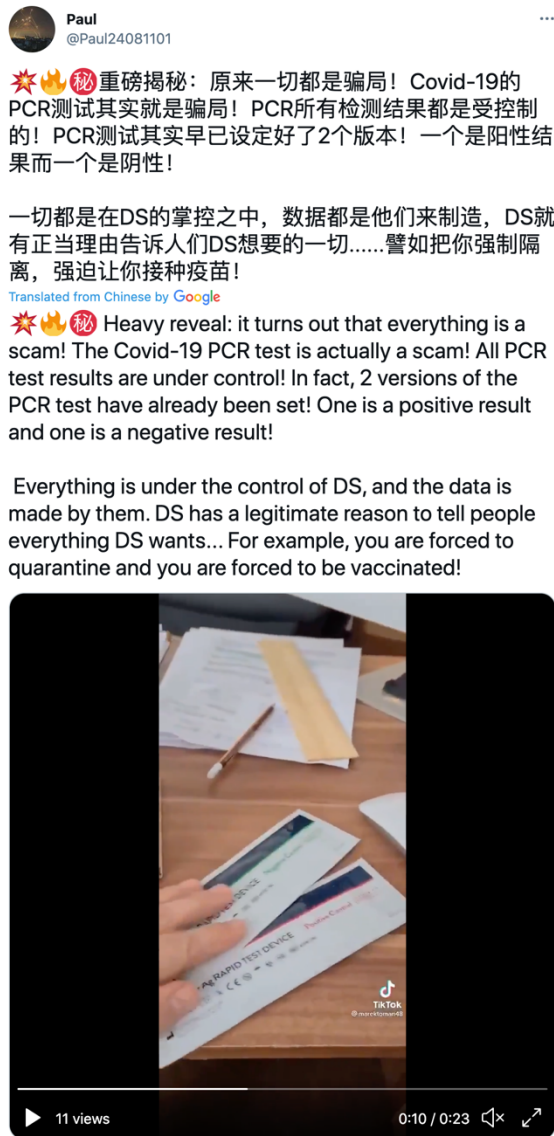 Paul
@Paul24081101
💥🔥㊙️重磅揭秘：原来一切都是骗局！Covid-19的
PCR测试其实就是骗局！PCR所有检测结果都是受控制
的！PCR测试其实早已设定好了2个版本！一个是阳性结
果而一个是阴性！
一切都是在DS的掌控之中，数据都是他们来制造，DS就
有正当理由告诉人们DS想要的一切......譬如把你强制隔
离，强迫让你接种疫苗！
Translated from Chinese by Google
💥🔥㊙️ Heavy reveal: it turns out that everything is a
scam! The Covid-19 PCR test is actually a scam! All PCR
test results are under control! In fact, 2 versions of the
PCR test have already been set! One is a positive result
and one is a negative result!
Everything is under the control of DS, and the data is
made by them. DS has a legitimate reason to tell people
everything DS wants... For example, you are forced to
quarantine and you are forced to be vaccinated!
Negative Control
DEVICE
Positive Control
Ag RAPID TEST DEVICE
CE
TikTok
11 views
0:10 / 0:23